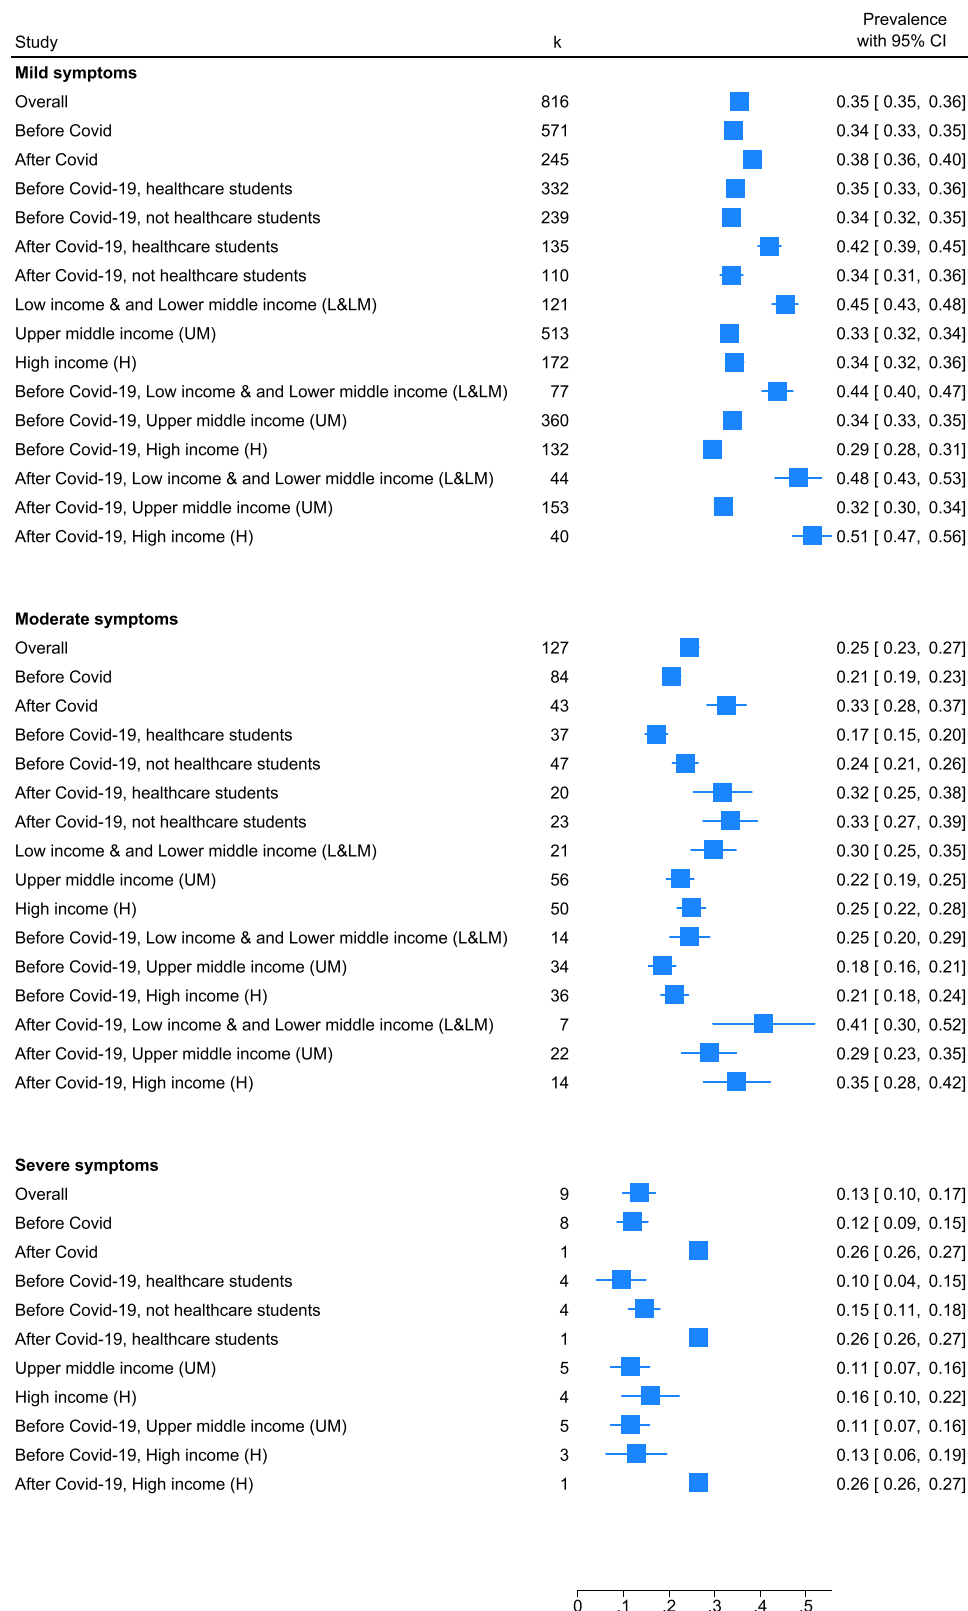 Prevalence
Study k with 95% CI
Mild symptoms
Overall 816 0.35 [ 0.35, 0.36]
Before Covid 571 0.34 [ 0.33, 0.35]
After Covid 245 0.38 [ 0.36, 0.40]
Before Covid-19, healthcare students 332 0.35 [ 0.33, 0.36]
Before Covid-19, not healthcare students 239 0.34 [ 0.32, 0.35]
After Covid-19, healthcare students 135 0.42 [ 0.39, 0.45]
After Covid-19, not healthcare students 110 0.34 [ 0.31, 0.36]
Low income & and Lower middle income (L&LM) 121 0.45 [ 0.43, 0.48]
Upper middle income (UM) 513 0.33 [ 0.32, 0.34]
High income (H) 172 0.34 [ 0.32, 0.36]
Before Covid-19, Low income & and Lower middle income (L&LM) 77 0.44 [ 0.40, 0.47]
Before Covid-19, Upper middle income (UM) 360 0.34 [ 0.33, 0.35]
Before Covid-19, High income (H) 132 0.29 [ 0.28, 0.31]
After Covid-19, Low income & and Lower middle income (L&LM) 44 0.48 [ 0.43, 0.53]
After Covid-19, Upper middle income (UM) 153 0.32 [ 0.30, 0.34]
After Covid-19, High income (H) 40 0.51 [ 0.47, 0.56]
Moderate symptoms
Overall 127 0.25 [ 0.23, 0.27]
Before Covid 84 0.21 [ 0.19, 0.23]
After Covid 43 0.33 [ 0.28, 0.37]
Before Covid-19, healthcare students 37 0.17 [ 0.15, 0.20]
Before Covid-19, not healthcare students 47 0.24 [ 0.21, 0.26]
After Covid-19, healthcare students 20 0.32 [ 0.25, 0.38]
After Covid-19, not healthcare students 23 0.33 [ 0.27, 0.39]
Low income & and Lower middle income (L&LM) 21 0.30 [ 0.25, 0.35]
Upper middle income (UM) 56 0.22 [ 0.19, 0.25]
High income (H) 50 0.25 [ 0.22, 0.28]
Before Covid-19, Low income & and Lower middle income (L&LM) 14 0.25 [ 0.20, 0.29]
Before Covid-19, Upper middle income (UM) 34 0.18 [ 0.16, 0.21]
Before Covid-19, High income (H) 36 0.21 [ 0.18, 0.24]
After Covid-19, Low income & and Lower middle income (L&LM) 7 0.41 [ 0.30, 0.52]
After Covid-19, Upper middle income (UM) 22 0.29 [ 0.23, 0.35]
After Covid-19, High income (H) 14 0.35 [ 0.28, 0.42]
Severe symptoms
Overall 9 0.13 [ 0.10, 0.17]
Before Covid 8 0.12 [ 0.09, 0.15]
After Covid 1 0.26 [ 0.26, 0.27]
Before Covid-19, healthcare students 4 0.10 [ 0.04, 0.15]
Before Covid-19, not healthcare students 4 0.15 [ 0.11, 0.18]
After Covid-19, healthcare students 1 0.26 [ 0.26, 0.27]
Upper middle income (UM) 5 0.11 [ 0.07, 0.16]
High income (H) 4 0.16 [ 0.10, 0.22]
Before Covid-19, Upper middle income (UM) 5 0.11 [ 0.07, 0.16]
Before Covid-19, High income (H) 3 0.13 [ 0.06, 0.19]
After Covid-19, High income (H) 1 0.26 [ 0.26, 0.27]
0 .1 .2 .3 .4 .5